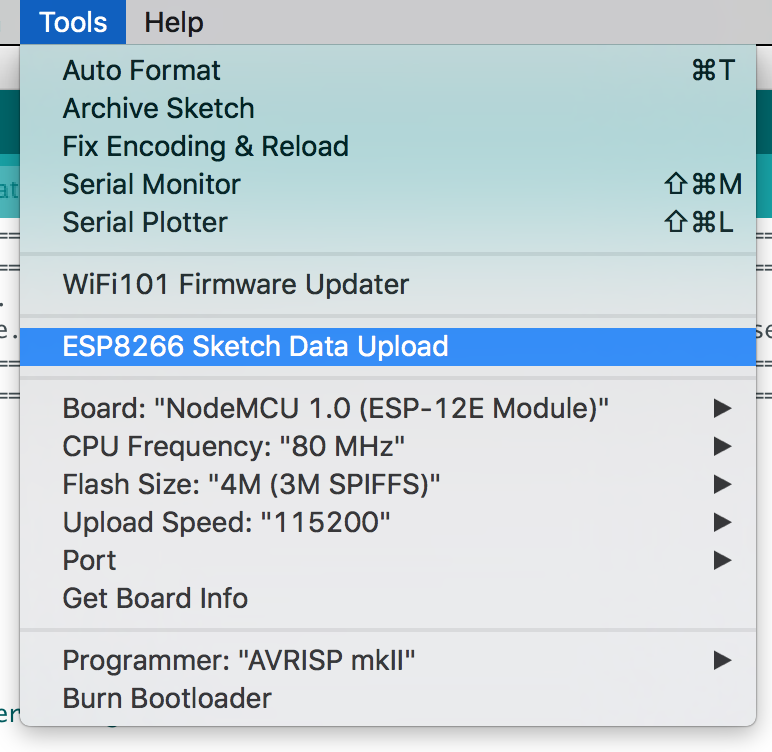 Tools Help
Auto Format ⌘T
Archive Sketch
Fix Encoding & Reload
Serial Monitor ⇧⌘M
Serial Plotter ⇧⌘L
WiFi101 Firmware Updater
ESP8266 Sketch Data Upload
Board: "NodeMCU 1.0 (ESP-12E Module)" ▶
CPU Frequency: "80 MHz" ▶
Flash Size: "4M (3M SPIFFS)" ▶
Upload Speed: "115200" ▶
Port ▶
Get Board Info
Programmer: "AVRISP mkII" ▶
Burn Bootloader